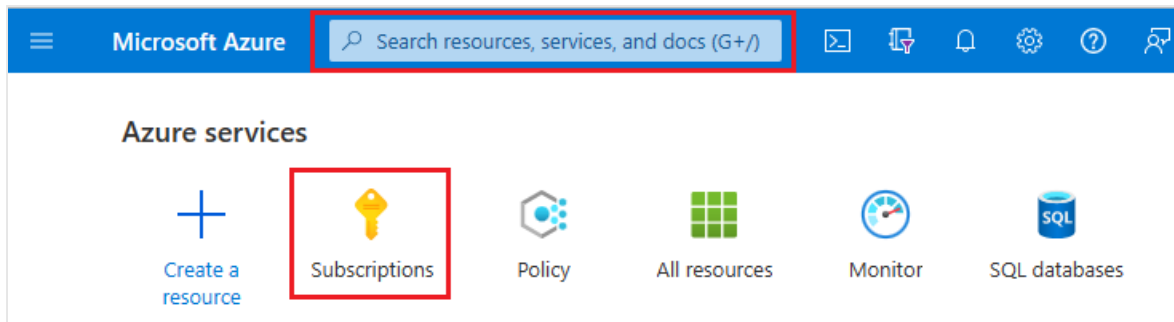 Microsoft Azure
Search resources, services, and docs (G+/)
Azure services
Create a
resource
Subscriptions
Policy
All resources
Monitor
SQL
SQL databases